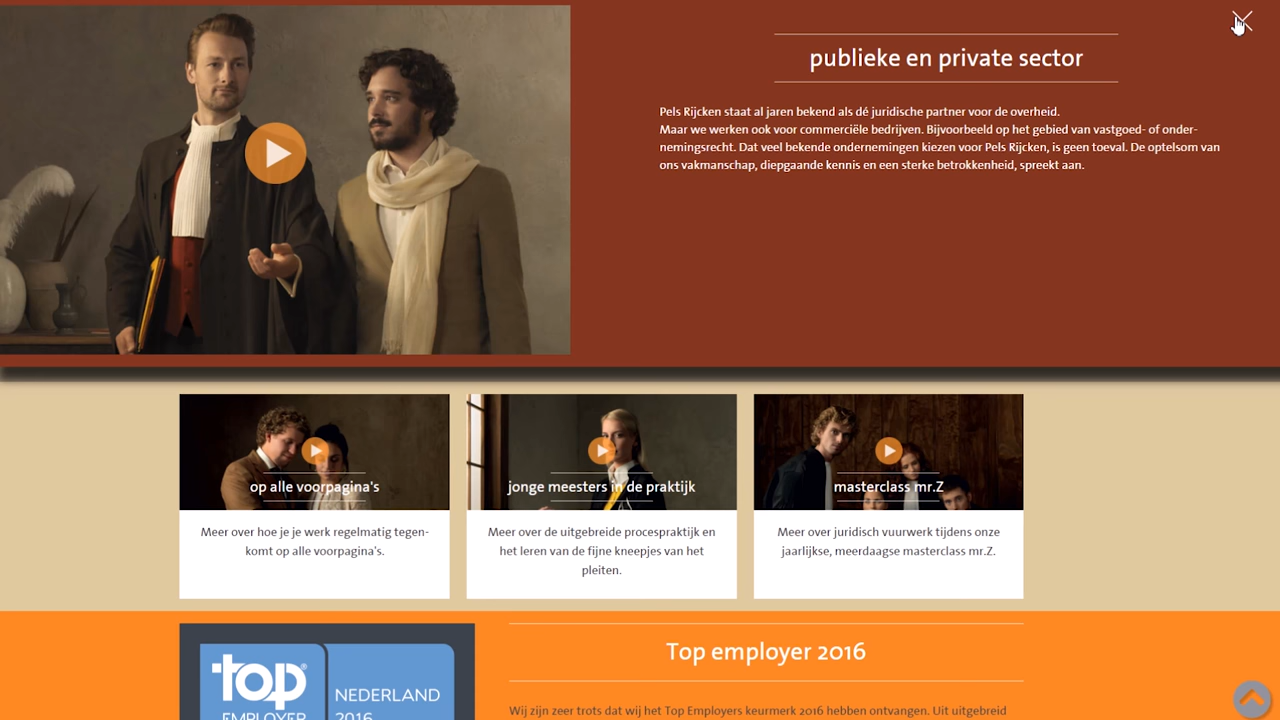 publieke en private sector
Pels Rijcken staat al jaren bekend als dé juridische partner voor de overheid.
Maar we werken ook voor commerciële bedrijven. Bijvoorbeeld op het gebied van vastgoed- of onder-
nemingsrecht. Dat veel bekende ondernemingen kiezen voor Pels Rijcken, is geen toeval. De optelsom van
ons vakmanschap, diepgaande kennis en een sterke betrokkenheid, spreekt aan.
op alle voorpagina's
Meer over hoe je je werk regelmatig tegen-
komt op alle voorpagina's.
jonge meesters in de praktijk
Meer over de uitgebreide procespraktijk en
het leren van de fijne kneepjes van het
pleiten.
masterclass mr.Z
Meer over juridisch vuurwerk tijdens onze
jaarlijkse, meerdaagse masterclass mr.Z.
top
EMPLOYER
NEDERLAND
2016
Top employer 2016
Wij zijn zeer trots dat wij het Top Employers keurmerk 2016 hebben ontvangen. Uit uitgebreid